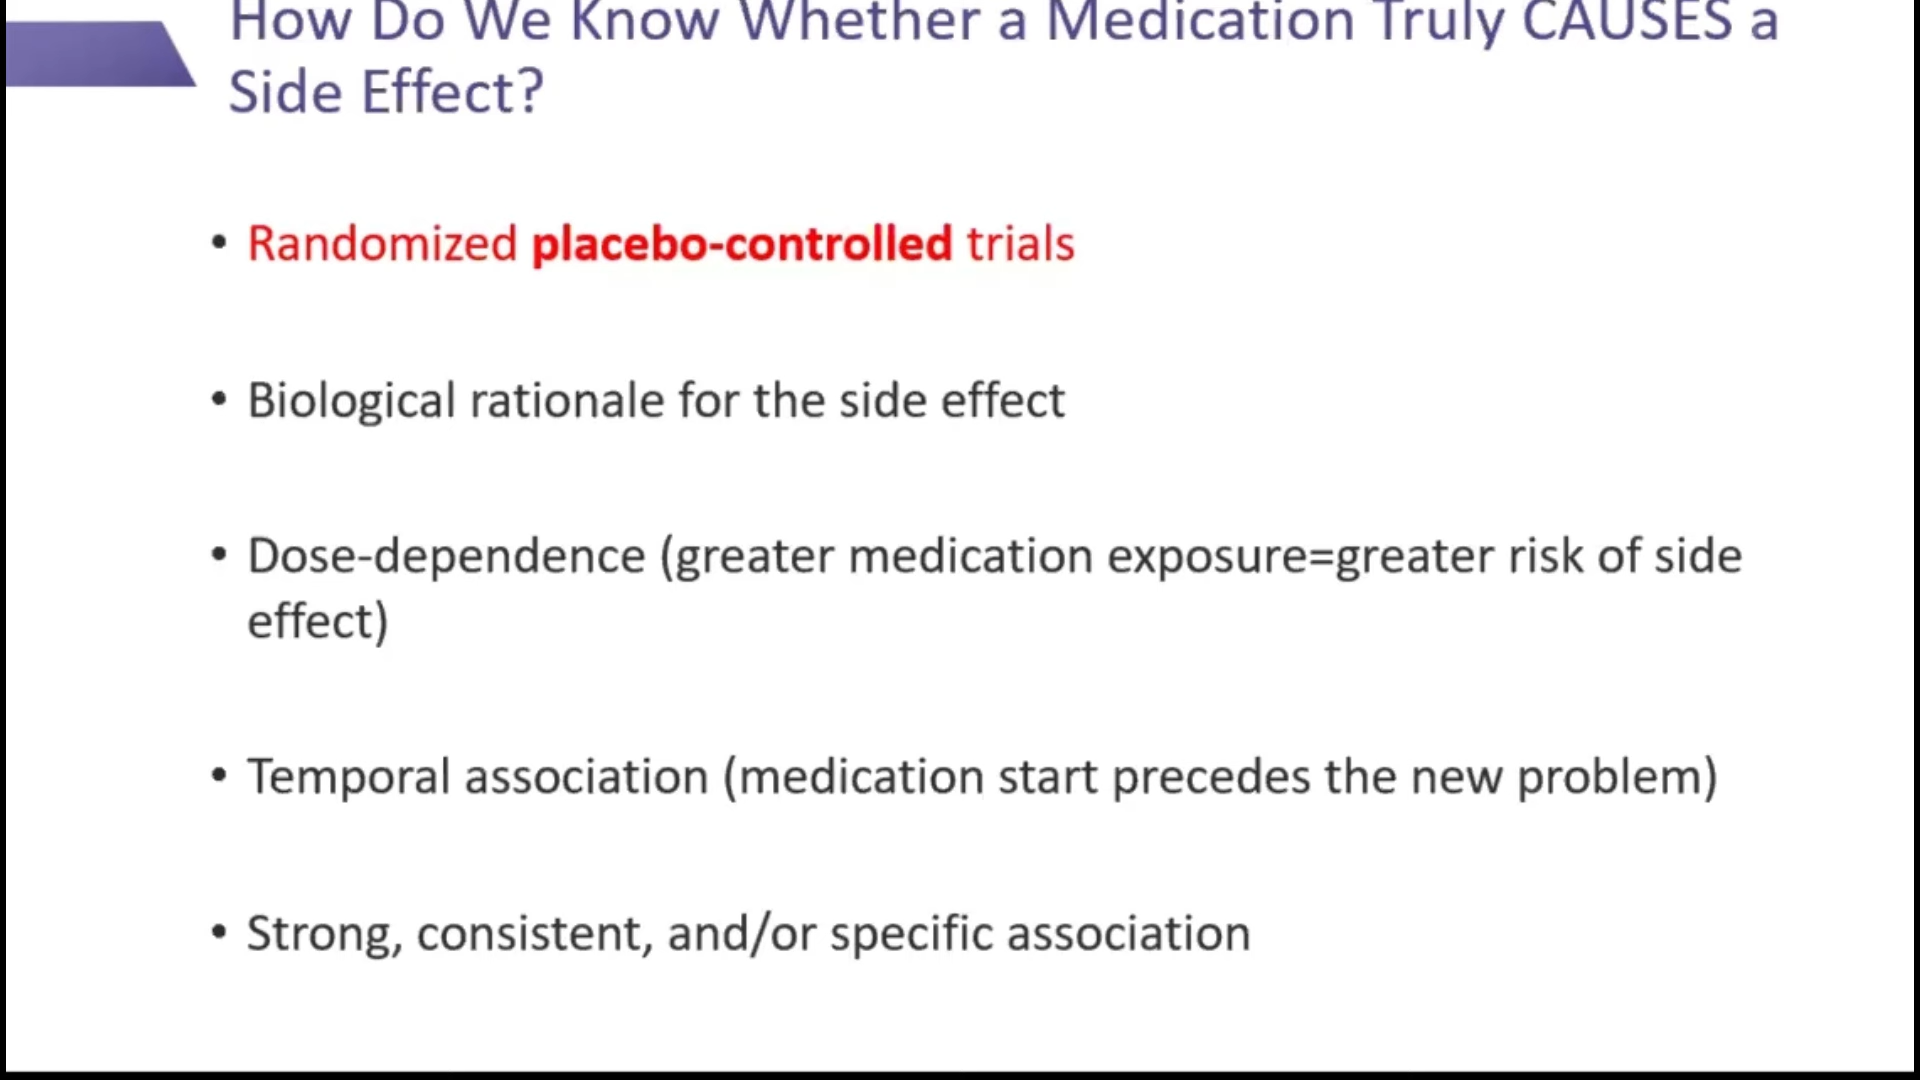 How Do We Know Whether a Medication Truly CAUSES a
Side Effect?
• Randomized placebo-controlled trials
• Biological rationale for the side effect
• Dose-dependence (greater medication exposure=greater risk of side
effect)
• Temporal association (medication start precedes the new problem)
• Strong, consistent, and/or specific association